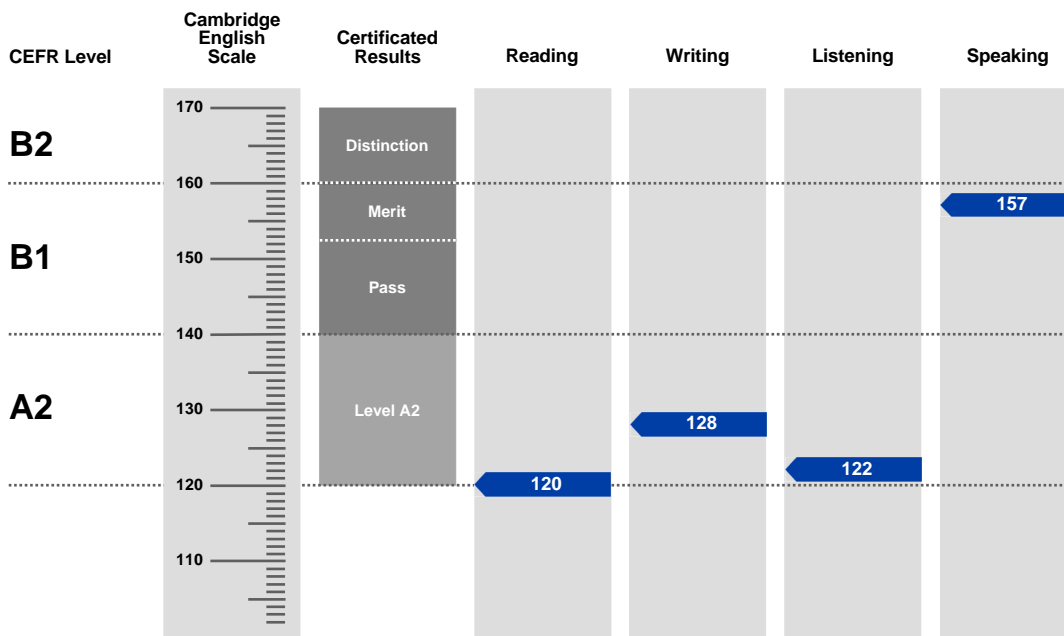 CEFR Level
Cambridge
English
Scale
Certificated
Results
Reading
Writing
Listening
Speaking
170
B2
Distinction
160
157
Merit
B1
150
Pass
140
A2
130
Level A2
128
122
120
120
110